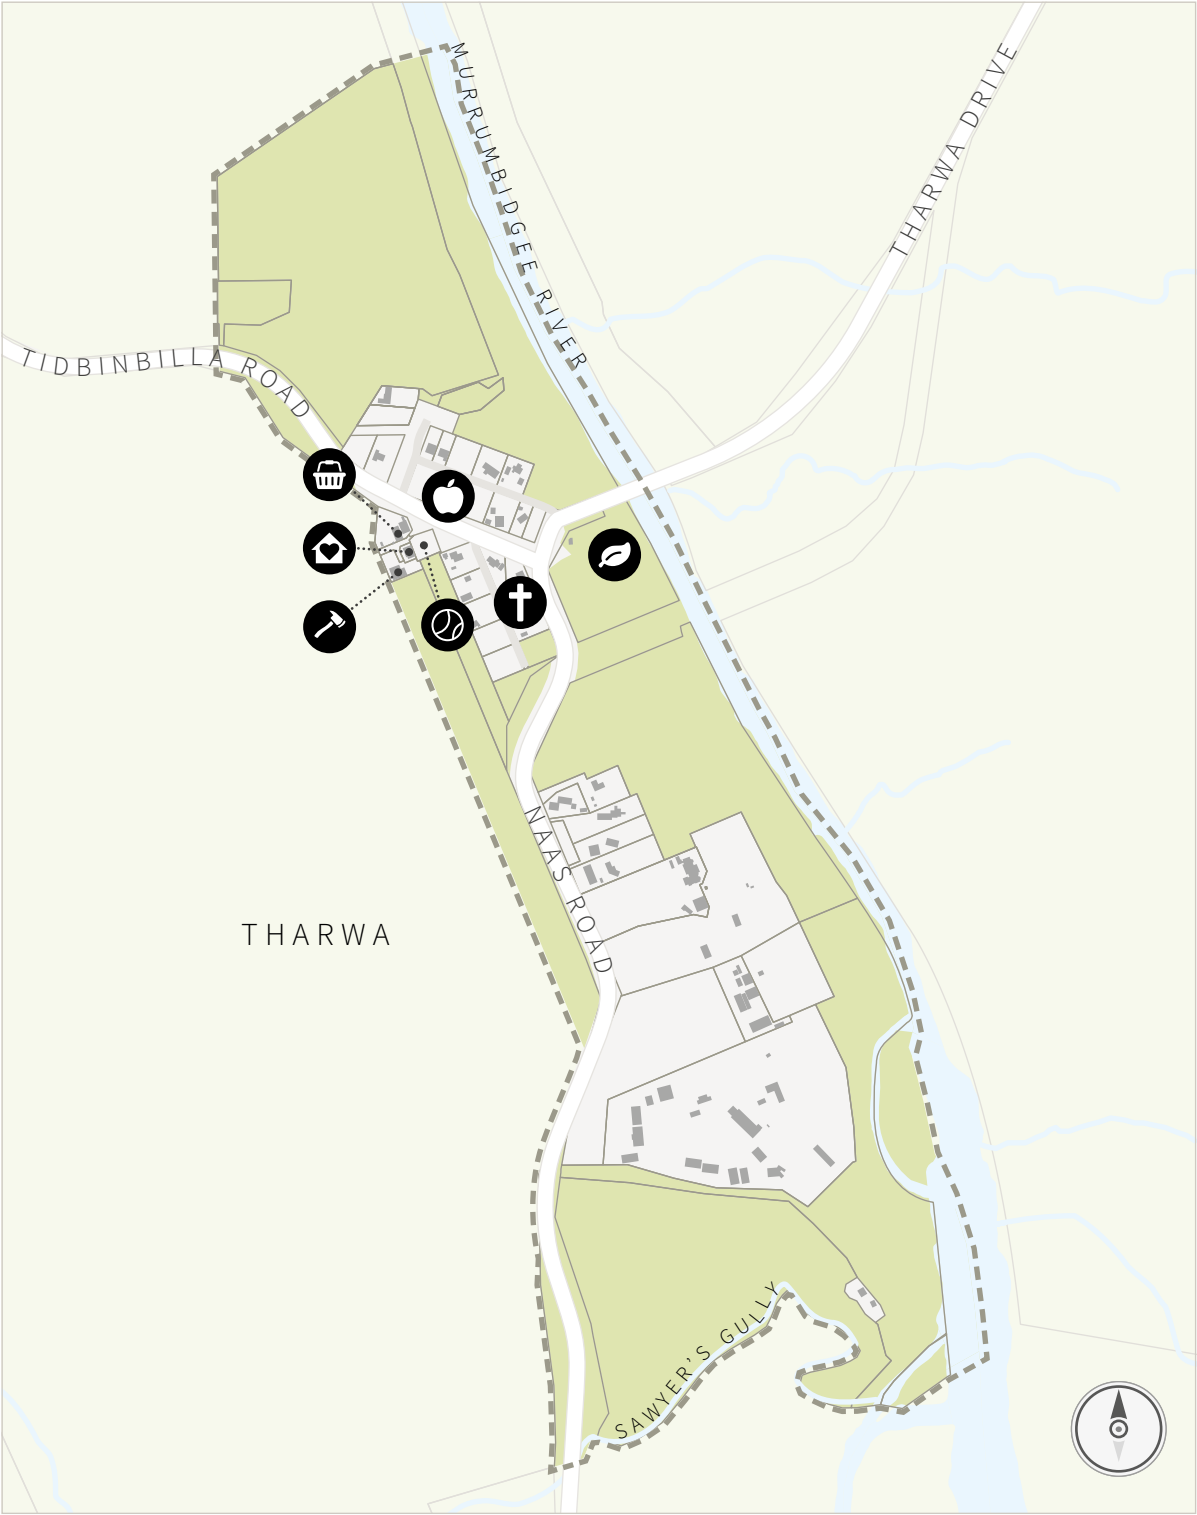 MURRUMBIDGEE RIVER
THARWA DRIVE
TIDBINBILLA ROAD
NAAS ROAD
THARWA
SAWYER'S GULLY